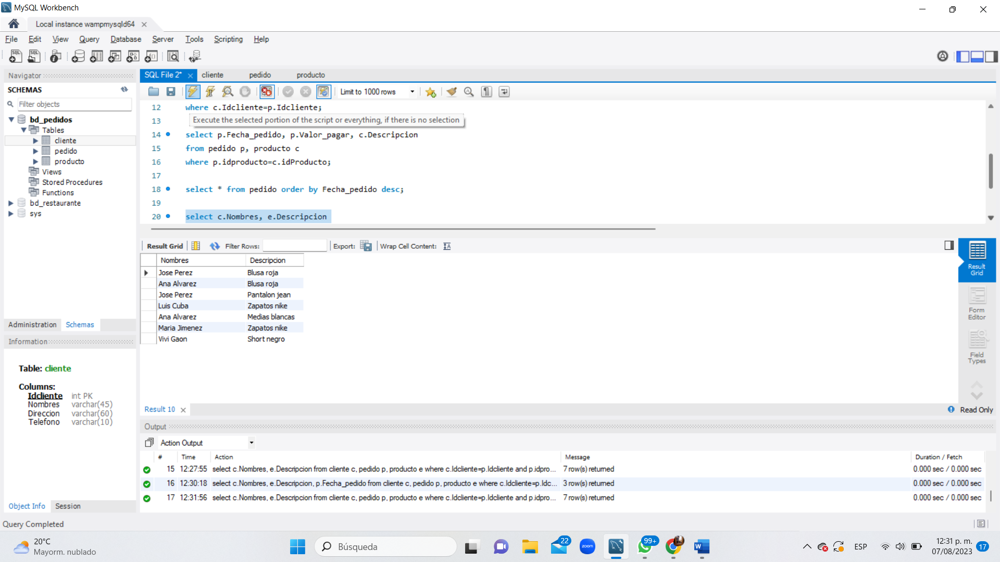 MySQL Workbench
Local instance wampmysqld64
File Edit View Query Database Server Tools Scripting Help
Navigator
SCHEMAS
Filter objects
bd_pedidos
Tables
cliente
pedido
producto
Views
Stored Procedures
Functions
bd_restaurante
sys
Administration Schemas
Information
Table: cliente
Columns:
Idcliente int PK
Nombres varchar(45)
Direccion varchar(60)
Telefono varchar(10)
Object Info Session
SQL File 2* cliente pedido producto
Limit to 1000 rows
12 where c.Idcliente=p.Idcliente;
13
Execute the selected portion of the script or everything, if there is no selection
14 select p.Fecha_pedido, p.Valor_pagar, c.Descripcion
15 from pedido p, producto c
16 where p.idproducto=c.idProducto;
17
18 select * from pedido order by Fecha_pedido desc;
19
20 select c.Nombres, e.Descripcion
Result Grid Filter Rows: Export: Wrap Cell Content:
Nombres Descripcion
Jose Perez Blusa roja
Ana Alvarez Blusa roja
Jose Perez Pantalon jean
Luis Cuba Zapatos nike
Ana Alvarez Medias blancas
Maria Jimenez Zapatos nike
Vivi Gaon Short negro
Result Grid
Form Editor
Field Types
Result 10
Read Only
Output
Action Output
# Time Action Message Duration / Fetch
15 12:27:55 select c.Nombres, e.Descripcion from cliente c, pedido p, producto e where c.Idcliente=p.Idcliente and p.idpro... 7 row(s) returned 0.000 sec / 0.000 sec
16 12:30:18 select c.Nombres, e.Descripcion, p.Fecha_pedido from cliente c, pedido p, producto e where c.Idcliente=p.Idc... 3 row(s) returned 0.000 sec / 0.000 sec
17 12:31:56 select c.Nombres, e.Descripcion from cliente c, pedido p, producto e where c.Idcliente=p.Idcliente and p.idpro... 7 row(s) returned 0.000 sec / 0.000 sec
Query Completed
20°C
Mayorm. nublado
Búsqueda
22
zoom
99+
W
ESP
12:31 p. m.
07/08/2023
17